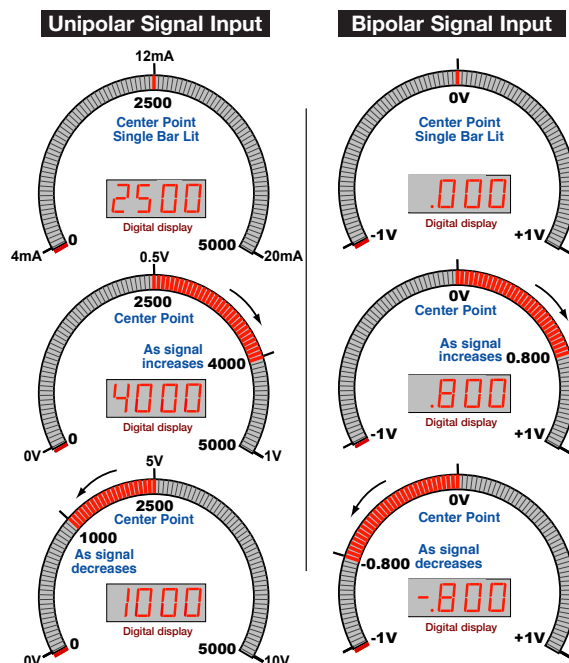 Unipolar Signal Input
12mA
2500
Center Point
Single Bar Lit
2500
Digital display
0
5000
4mA
20mA
0.5V
2500
Center Point
As signal
increases
4000
4000
0
Digital display
5000
0V
1V
5V
2500
Center Point
1000
As signal
decreases
1000
0
Digital display
5000
0V
10V
Bipolar Signal Input
0V
Center Point
Single Bar Lit
.000
Digital display
-1V
+1V
0V
Center Point
As signal
increases
0.800
.800
Digital display
-1V
+1V
0V
Center Point
-0.800
As signal
decreases
-.800
Digital display
-1V
+1V